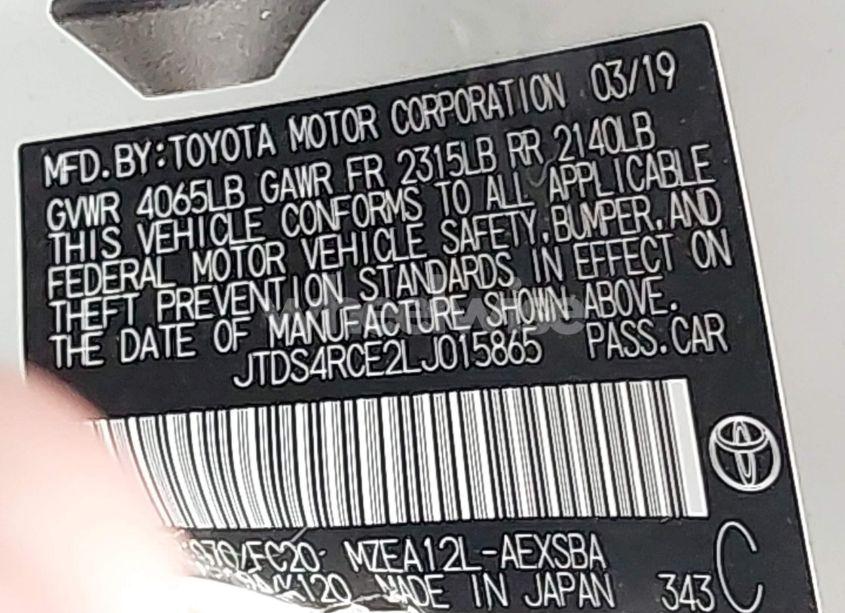 MFD.BY:TOYOTA MOTOR CORPORATION 03/19
GVWR 4065LB GAWR FR 2315LB RR 2140LB
THIS VEHICLE CONFORMS TO ALL APPLICABLE
FEDERAL MOTOR VEHICLE SAFETY,BUMPER,AND
THEFT PREVENTION STANDARDS IN EFFECT ON
THE DATE OF MANUFACTURE SHOWN ABOVE.
JTDS4RCE2LJ015865 PASS.CAR
/FC20 MZEA12L-AEXSBA
/K120 MADE IN JAPAN 343 C